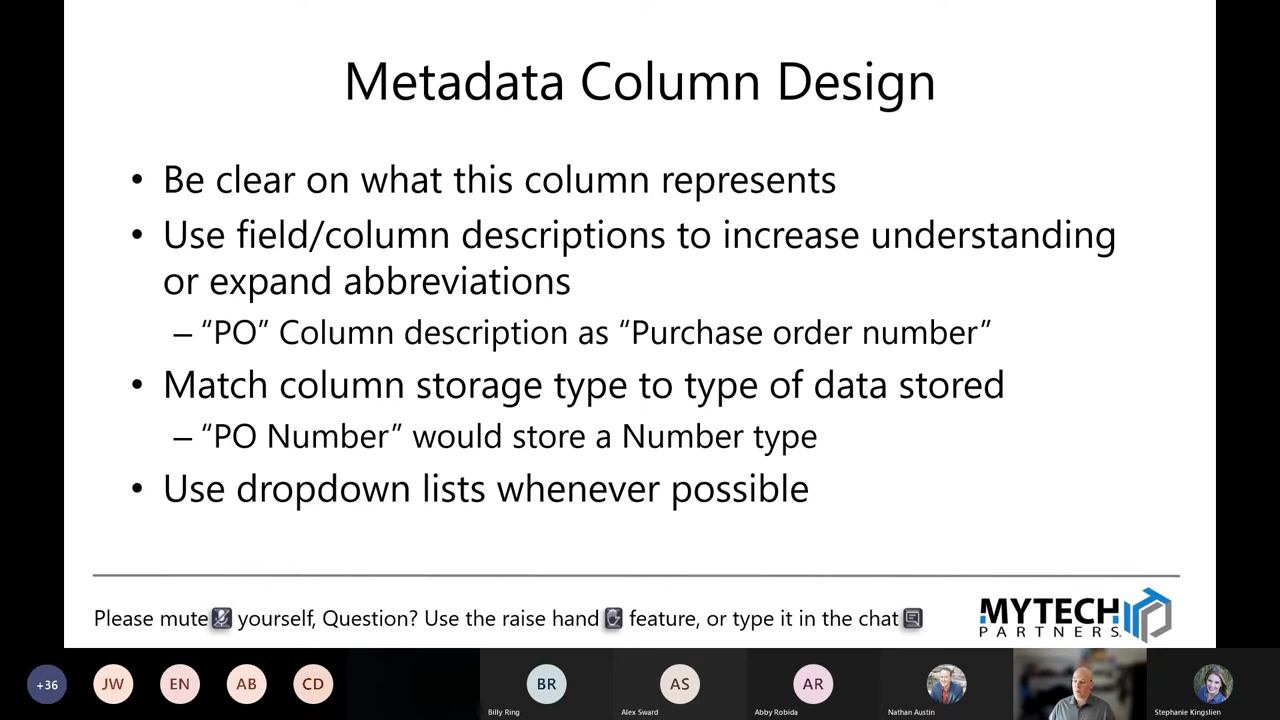 Metadata Column Design
• Be clear on what this column represents
• Use field/column descriptions to increase understanding
or expand abbreviations
– “PO” Column description as “Purchase order number”
• Match column storage type to type of data stored
– “PO Number” would store a Number type
• Use dropdown lists whenever possible
Please mute yourself, Question? Use the raise hand feature, or type it in the chat
MYTECH
PARTNERS
+36
JW
EN
AB
CD
BR
AS
AR
Billy Ring
Alex Sward
Abby Robida
Nathan Austin
Stephanie Kingslien